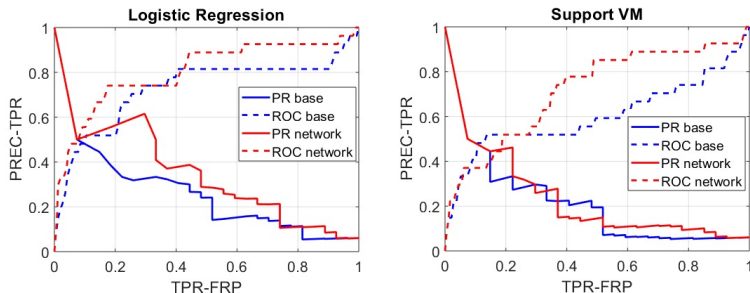 Logistic Regression
PREC-TPR
1
0.8
0.6
0.4
0.2
0
PR base
ROC base
PR network
ROC network
0
0.2
0.4
0.6
0.8
1
TPR-FRP
Support VM
PREC-TPR
1
0.8
0.6
0.4
0.2
0
PR base
ROC base
PR network
ROC network
0
0.2
0.4
0.6
0.8
1
TPR-FRP